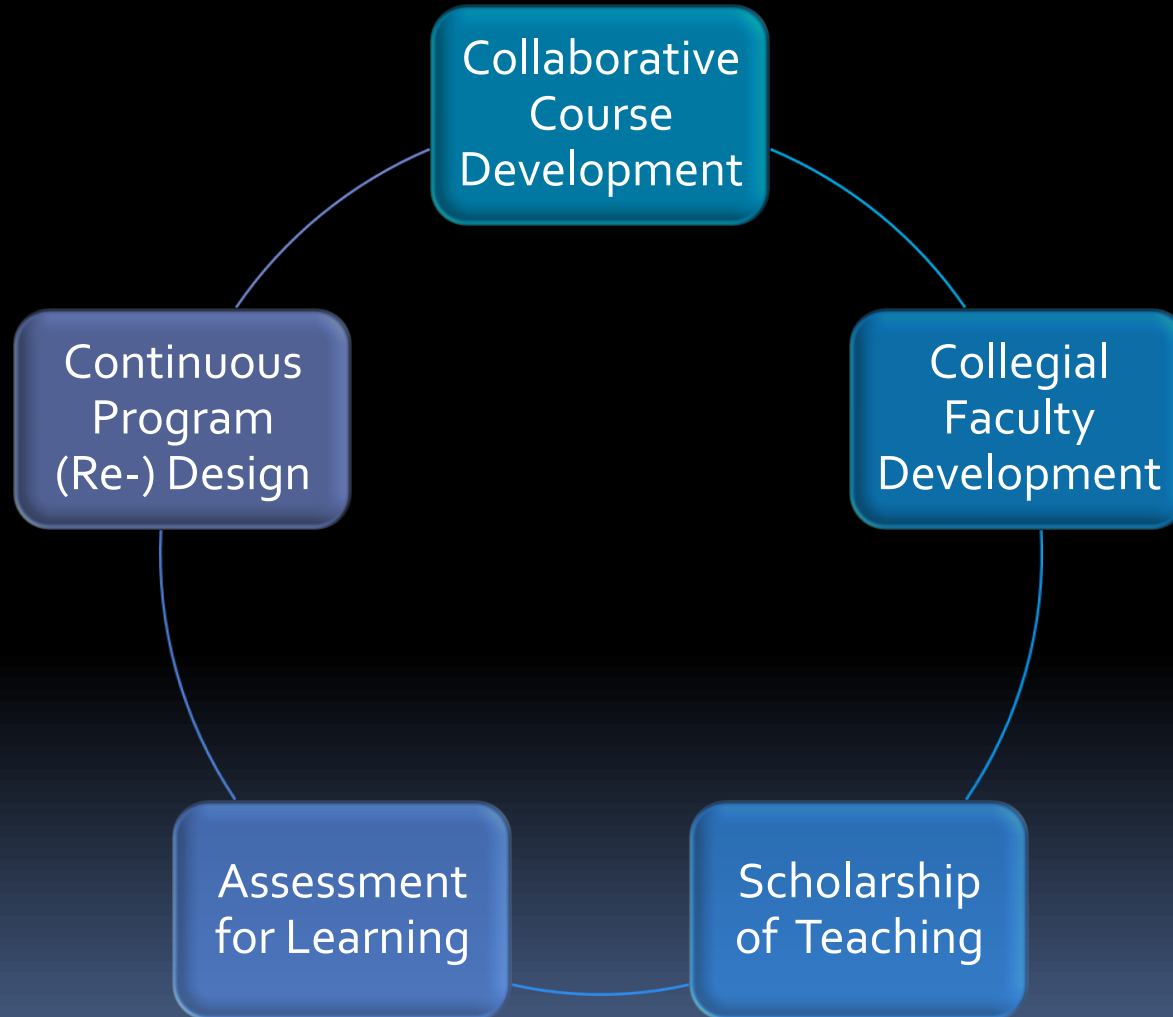 Collaborative
Course
Development
Continuous
Program
(Re-) Design
Collegial
Faculty
Development
Assessment
for Learning
Scholarship
of Teaching